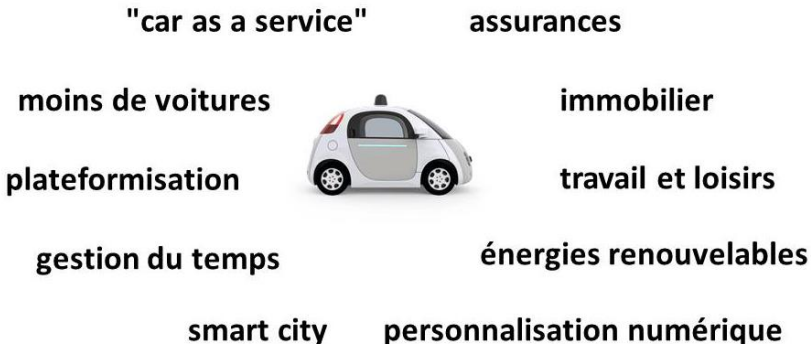 "car as a service"
assurances
moins de voitures
immobilier
plateformisation
travail et loisirs
gestion du temps
énergies renouvelables
smart city
personnalisation numérique